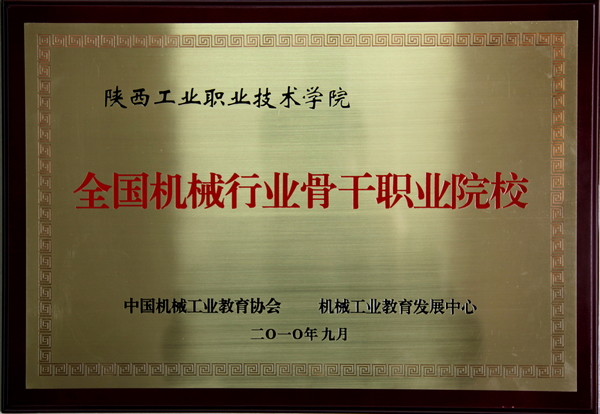 陕西工业职业技术学院
全国机械行业骨干职业院校
中国机械工业教育协会 机械工业教育发展中心
二〇一〇年九月